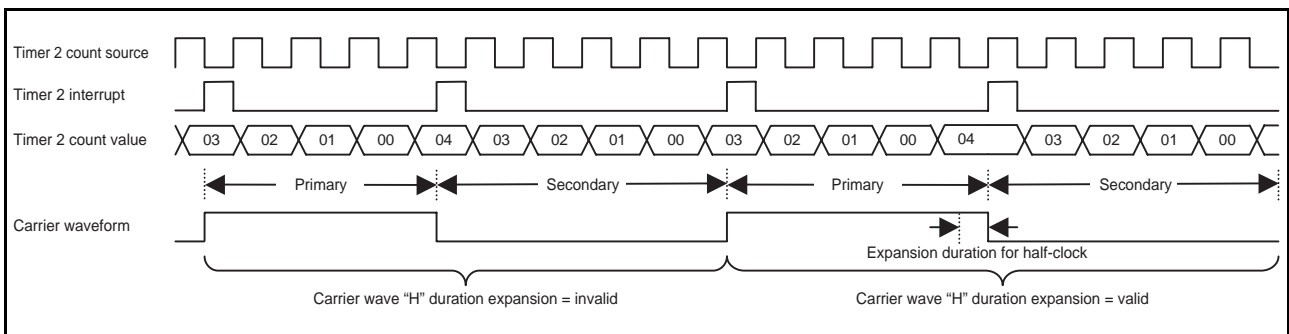 Timer 2 count source
Timer 2 interrupt
Timer 2 count value 03 02 01 00 04 03 02 01 00 03 02 01 00 04 03 02 01 00
Primary Secondary Primary Secondary
Carrier waveform
Expansion duration for half-clock
Carrier wave “H” duration expansion = invalid Carrier wave “H” duration expansion = valid